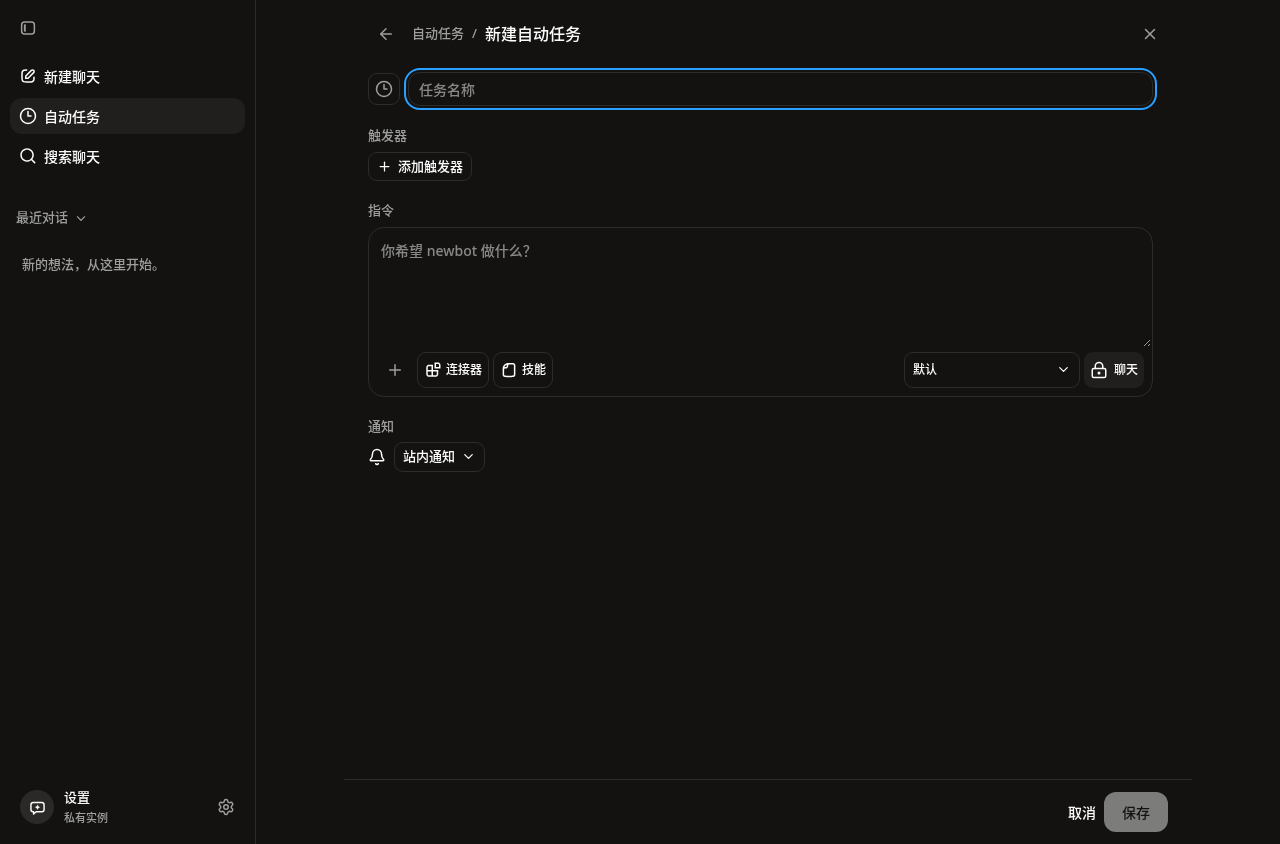 新建聊天
自动任务
搜索聊天
最近对话
新的想法，从这里开始。
设置
私有实例
自动任务 / 新建自动任务
任务名称
触发器
添加触发器
指令
你希望 newbot 做什么?
连接器 技能 默认 聊天
通知
站内通知
取消 保存